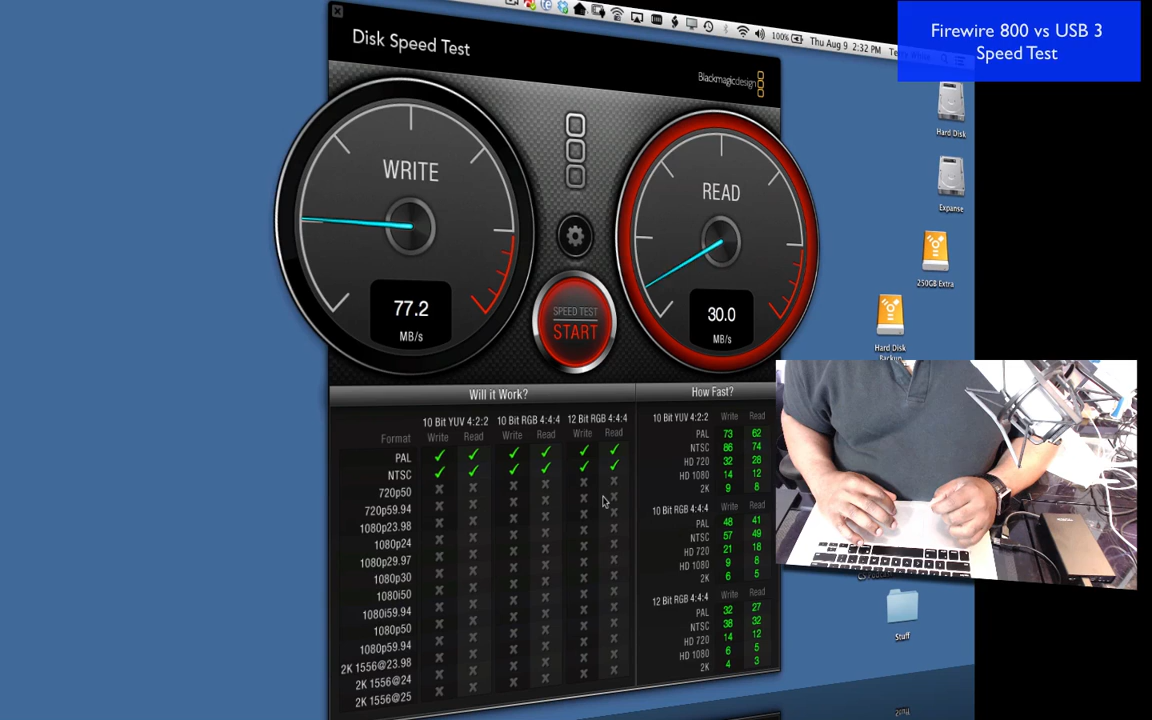 Firewire 800 vs USB 3
Speed Test
100%
Thu Aug 9 2:32 PM
Disk Speed Test
Blackmagicdesign
WRITE
77.2
MB/s
READ
30.0
MB/s
SPEED TEST
START
Hard Disk
Expanse
250GB Extra
Hard Disk
Backup
Stuff
Will it Work?
10 Bit YUV 4:2:2 10 Bit RGB 4:4:4 12 Bit RGB 4:4:4
Format Write Read Write Read Write Read
PAL ✓ ✓ ✓ ✓ ✓ ✓
NTSC ✓ ✓ ✓ ✓ ✓ ✓
720p50 x x x x x x
720p59.94 x x x x x x
1080p23.98 x x x x x x
1080p24 x x x x x x
1080p29.97 x x x x x x
1080p30 x x x x x x
1080i50 x x x x x x
1080i59.94 x x x x x x
1080p50 x x x x x x
1080p59.94 x x x x x x
2K 1556@23.98 x x x x x x
2K 1556@24 x x x x x x
2K 1556@25 x x x x x x
How Fast?
10 Bit YUV 4:2:2 Write Read
PAL 73 62
NTSC 86 74
HD 720 32 28
HD 1080 14 12
2K 9 8
10 Bit RGB 4:4:4 Write Read
PAL 48 41
NTSC 57 49
HD 720 21 18
HD 1080 9 8
2K 6 5
12 Bit RGB 4:4:4 Write Read
PAL 32 27
NTSC 38 32
HD 720 14 12
HD 1080 6 5
2K 4 3